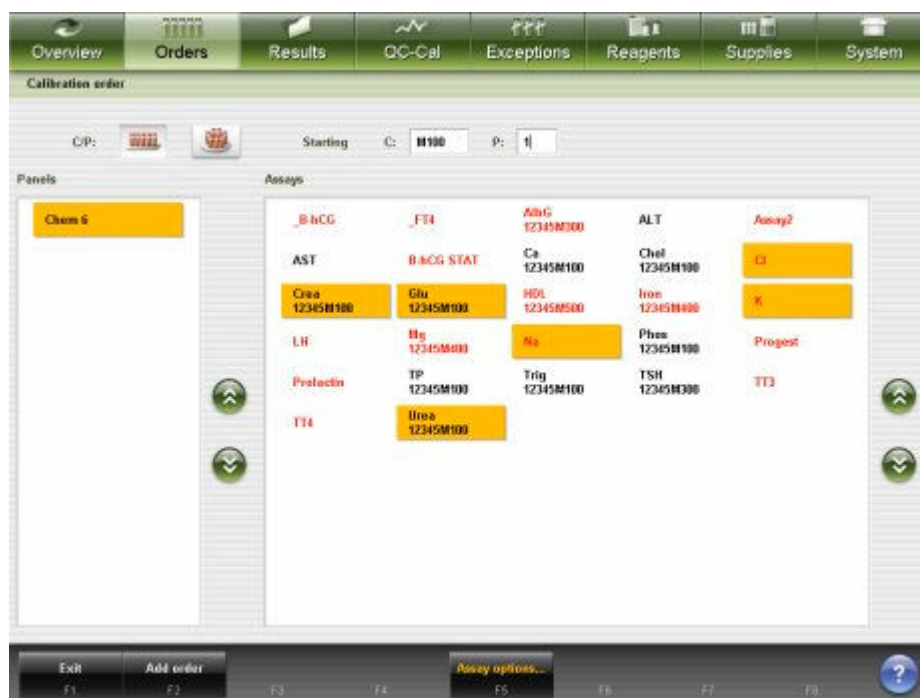 Overview Orders Results QC-Cal Exceptions Reagents Supplies System
Calibration order
C/P: Starting C: M100 P: 1
Panels Assays
Chem 6
_B-hCG _FT4 AlbG ALT Assay2
12345M300
AST B-hCG STAT Ca Chol Cl
12345M100 12345M100
Crea Glu HDL Iron K
12345M100 12345M100 12345M500 12345M400
LH Mg Na Phos Progest
12345M400 12345M100
Prolactin TP Trig TSH TT3
12345M100 12345M100 12345M300
TT4 Urea
12345M100
Exit Add order Assay options...
F1 F2 F3 F4 F5 F6 F7 F8
?